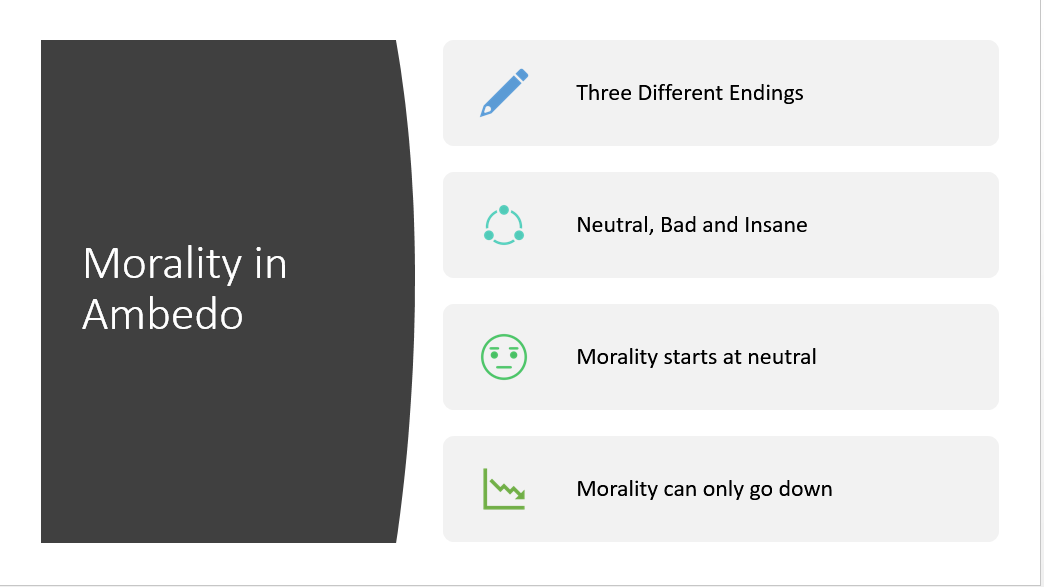 Morality in
Ambedo
Three Different Endings
Neutral, Bad and Insane
Morality starts at neutral
Morality can only go down